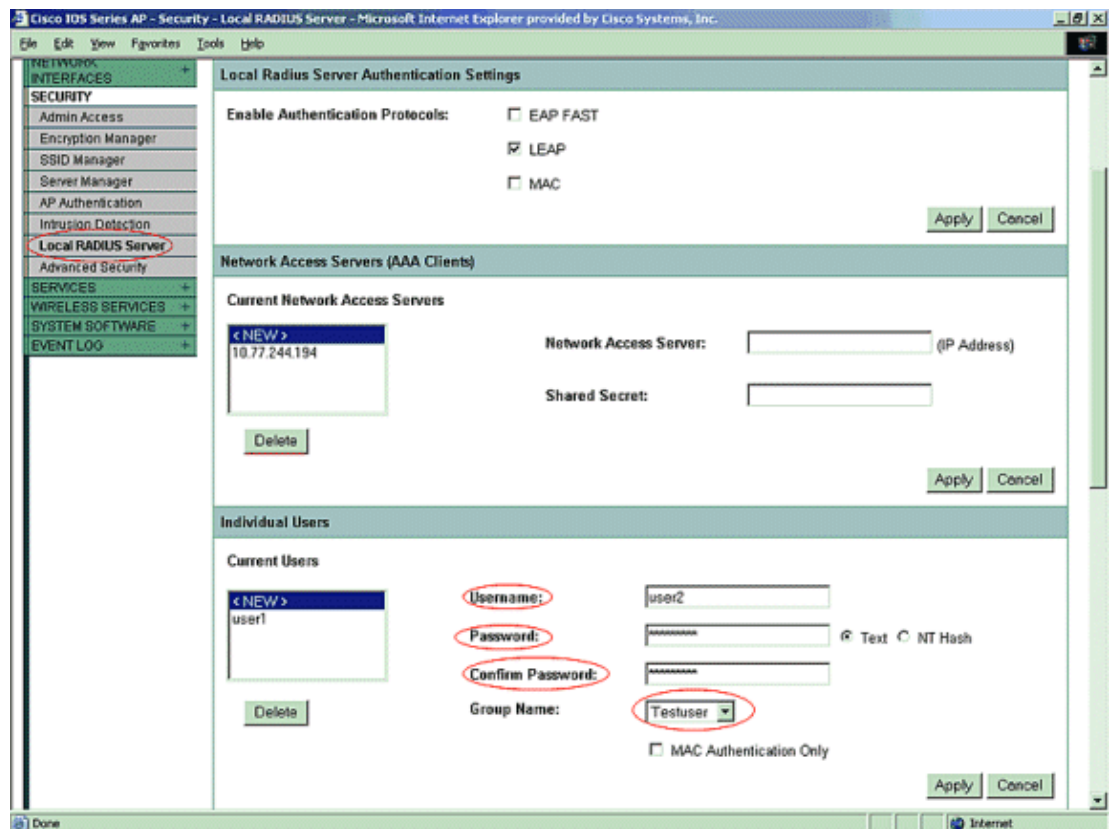 Cisco IOS Series AP - Security - Local RADIUS Server - Microsoft Internet Explorer provided by Cisco Systems, Inc.
File Edit View Favorites Tools Help
NETWORK
INTERFACES +
SECURITY
Admin Access
Encryption Manager
SSID Manager
Server Manager
AP Authentication
Intrusion Detection
Local RADIUS Server
Advanced Security
SERVICES +
WIRELESS SERVICES +
SYSTEM SOFTWARE +
EVENT LOG +
Local Radius Server Authentication Settings
Enable Authentication Protocols:
EAP FAST
LEAP
MAC
Apply Cancel
Network Access Servers (AAA Clients)
Current Network Access Servers
< NEW >
10.77.244.194
Delete
Network Access Server: (IP Address)
Shared Secret:
Apply Cancel
Individual Users
Current Users
< NEW >
user1
Delete
Username: user2
Password: ********* Text NT Hash
Confirm Password: *********
Group Name: Testuser
MAC Authentication Only
Apply Cancel
Done Internet